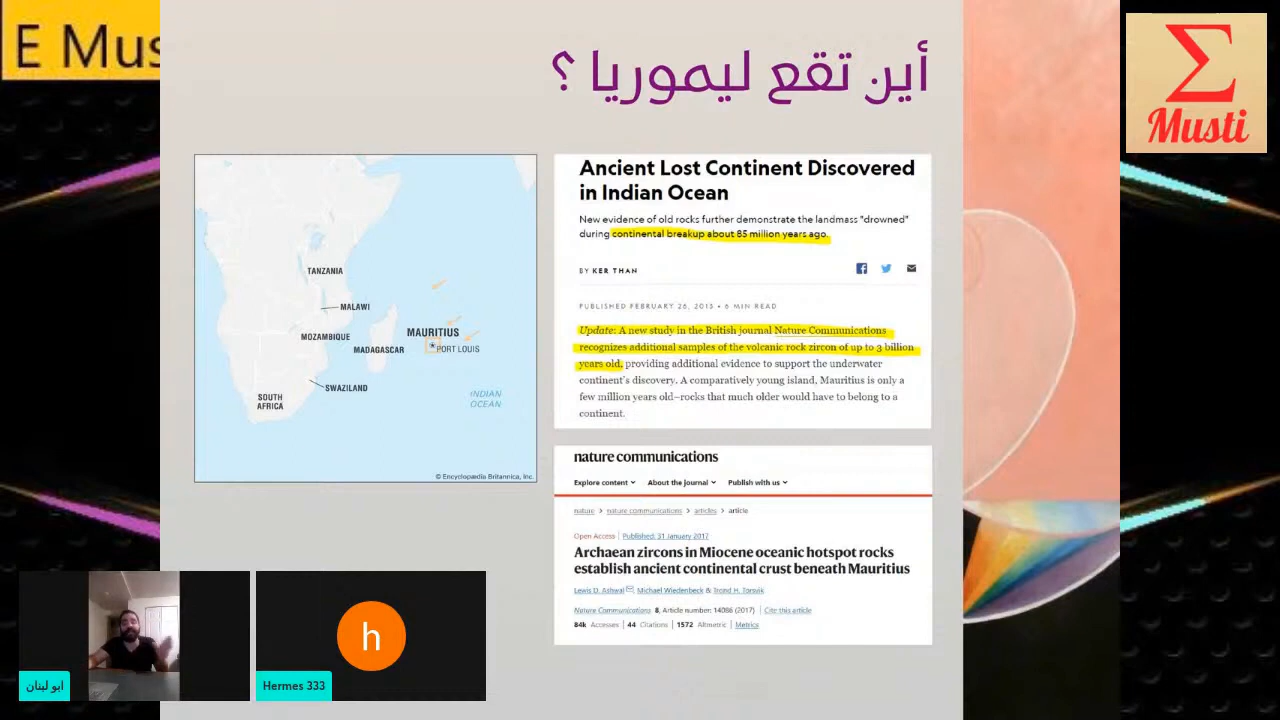 E Mus
Σ
Musti
أين تقع ليموريا ؟
TANZANIA
MALAWI
MOZAMBIQUE
MAURITIUS
MADAGASCAR
PORT LOUIS
SWAZILAND
SOUTH
AFRICA
INDIAN
OCEAN
© Encyclopædia Britannica, Inc.
Ancient Lost Continent Discovered
in Indian Ocean
New evidence of old rocks further demonstrate the landmass "drowned"
during continental breakup about 85 million years ago.
BY KER THAN
PUBLISHED FEBRUARY 26, 2013 • 6 MIN READ
Update: A new study in the British journal Nature Communications
recognizes additional samples of the volcanic rock zircon of up to 3 billion
years old, providing additional evidence to support the underwater
continent's discovery. A comparatively young island, Mauritius is only a
few million years old–rocks that much older would have to belong to a
continent.
nature communications
Explore content About the journal Publish with us
nature > nature communications > articles > article
Open Access | Published: 31 January 2017
Archaean zircons in Miocene oceanic hotspot rocks
establish ancient continental crust beneath Mauritius
Lewis D. Ashwal, Michael Wiedenbeck & Trond H. Torsvik
Nature Communications 8, Article number: 14086 (2017) | Cite this article
84k Accesses | 44 Citations | 1572 Altmetric | Metrics
ابو لبنان
h
Hermes 333